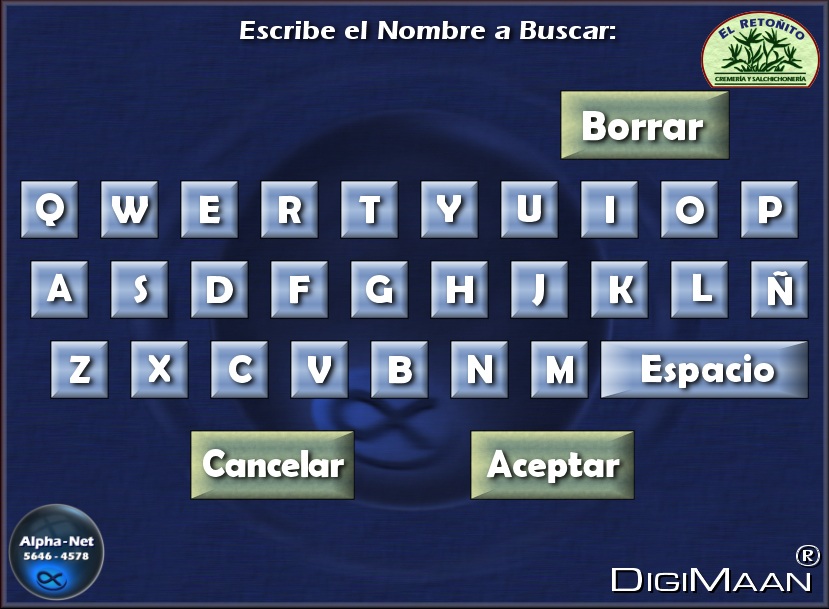 Escribe el Nombre a Buscar:
EL RETOÑITO
CREMERÍA Y SALCHICHONERÍA
Borrar
Q W E R T Y U I O P
A S D F G H J K L Ñ
Z X C V B N M Espacio
Cancelar Aceptar
Alpha-Net
5646 - 4578
DIGIMAAN®